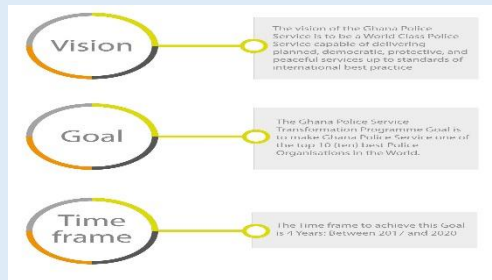 Vision
The vision of the Ghana Police
Service is to be a World Class Police
Service capable of delivering
planned, democratic, protective, and
peaceful services up to standards of
international best practice
Goal
The Ghana Police Service
Transformation Programme Goal is
to make Ghana Police Service one of
the top 10 (ten) best Police
Organisations in the World.
Time
frame
The Time frame to achieve this Goal
is 4 Years: Between 2017 and 2020